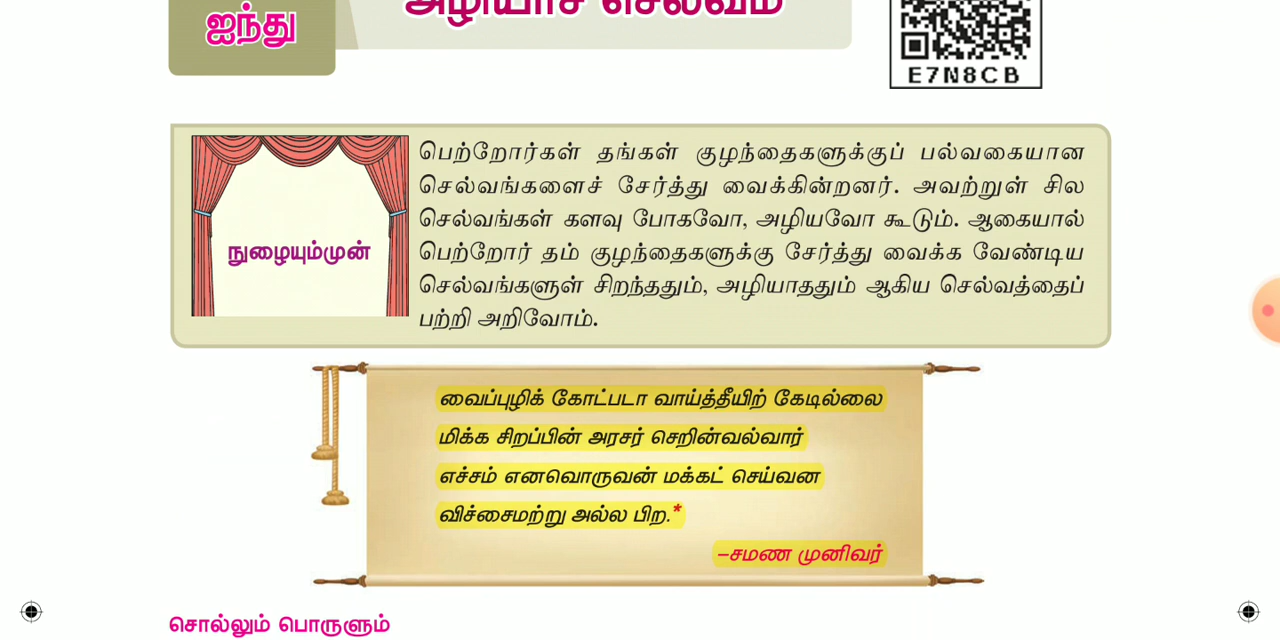 ஐந்து
அழியாச் செல்வம்
E7N8CB
நுழையும்முன்
பெற்றோர்கள் தங்கள் குழந்தைகளுக்குப் பல்வகையான
செல்வங்களைச் சேர்த்து வைக்கின்றனர். அவற்றுள் சில
செல்வங்கள் களவு போகவோ, அழியவோ கூடும். ஆகையால்
பெற்றோர் தம் குழந்தைகளுக்கு சேர்த்து வைக்க வேண்டிய
செல்வங்களுள் சிறந்ததும், அழியாததும் ஆகிய செல்வத்தைப்
பற்றி அறிவோம்.
வைப்புழிக் கோட்படா வாய்த்தீயிற் கேடில்லை
மிக்க சிறப்பின் அரசர் செறின்வவ்வார்
எச்சம் எனவொருவன் மக்கட் செய்வன
விச்சைமற்று அல்ல பிற.*
–சமண முனிவர்
சொல்லும் பொருளும்